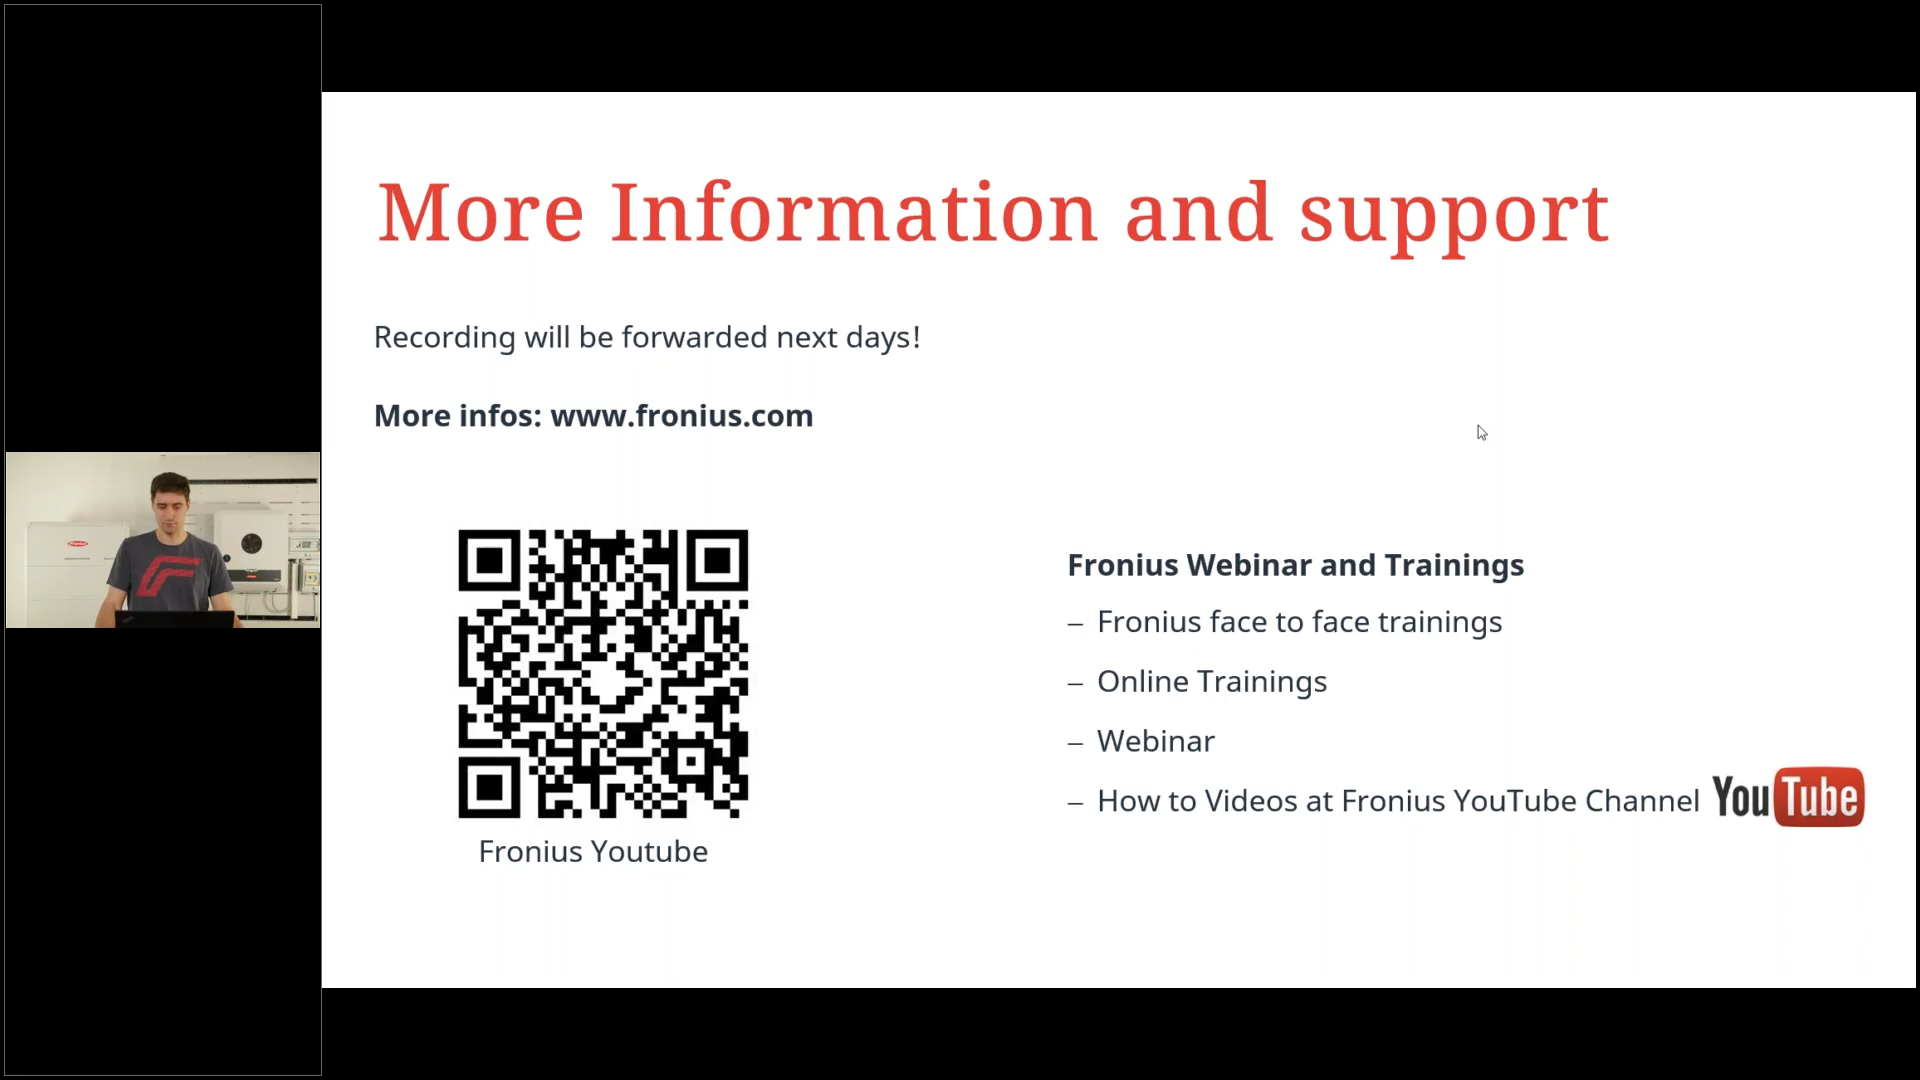 More Information and support
Recording will be forwarded next days!
More infos: www.fronius.com
Fronius Youtube
Fronius Webinar and Trainings
– Fronius face to face trainings
– Online Trainings
– Webinar
– How to Videos at Fronius YouTube Channel
YouTube